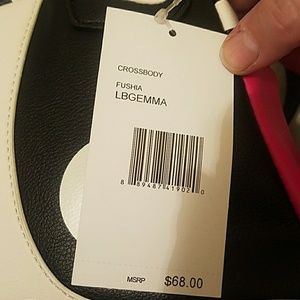 CROSSBODY
FUSHIA
LBGEMMA
8 89487 41902 0
MSRP $68.00